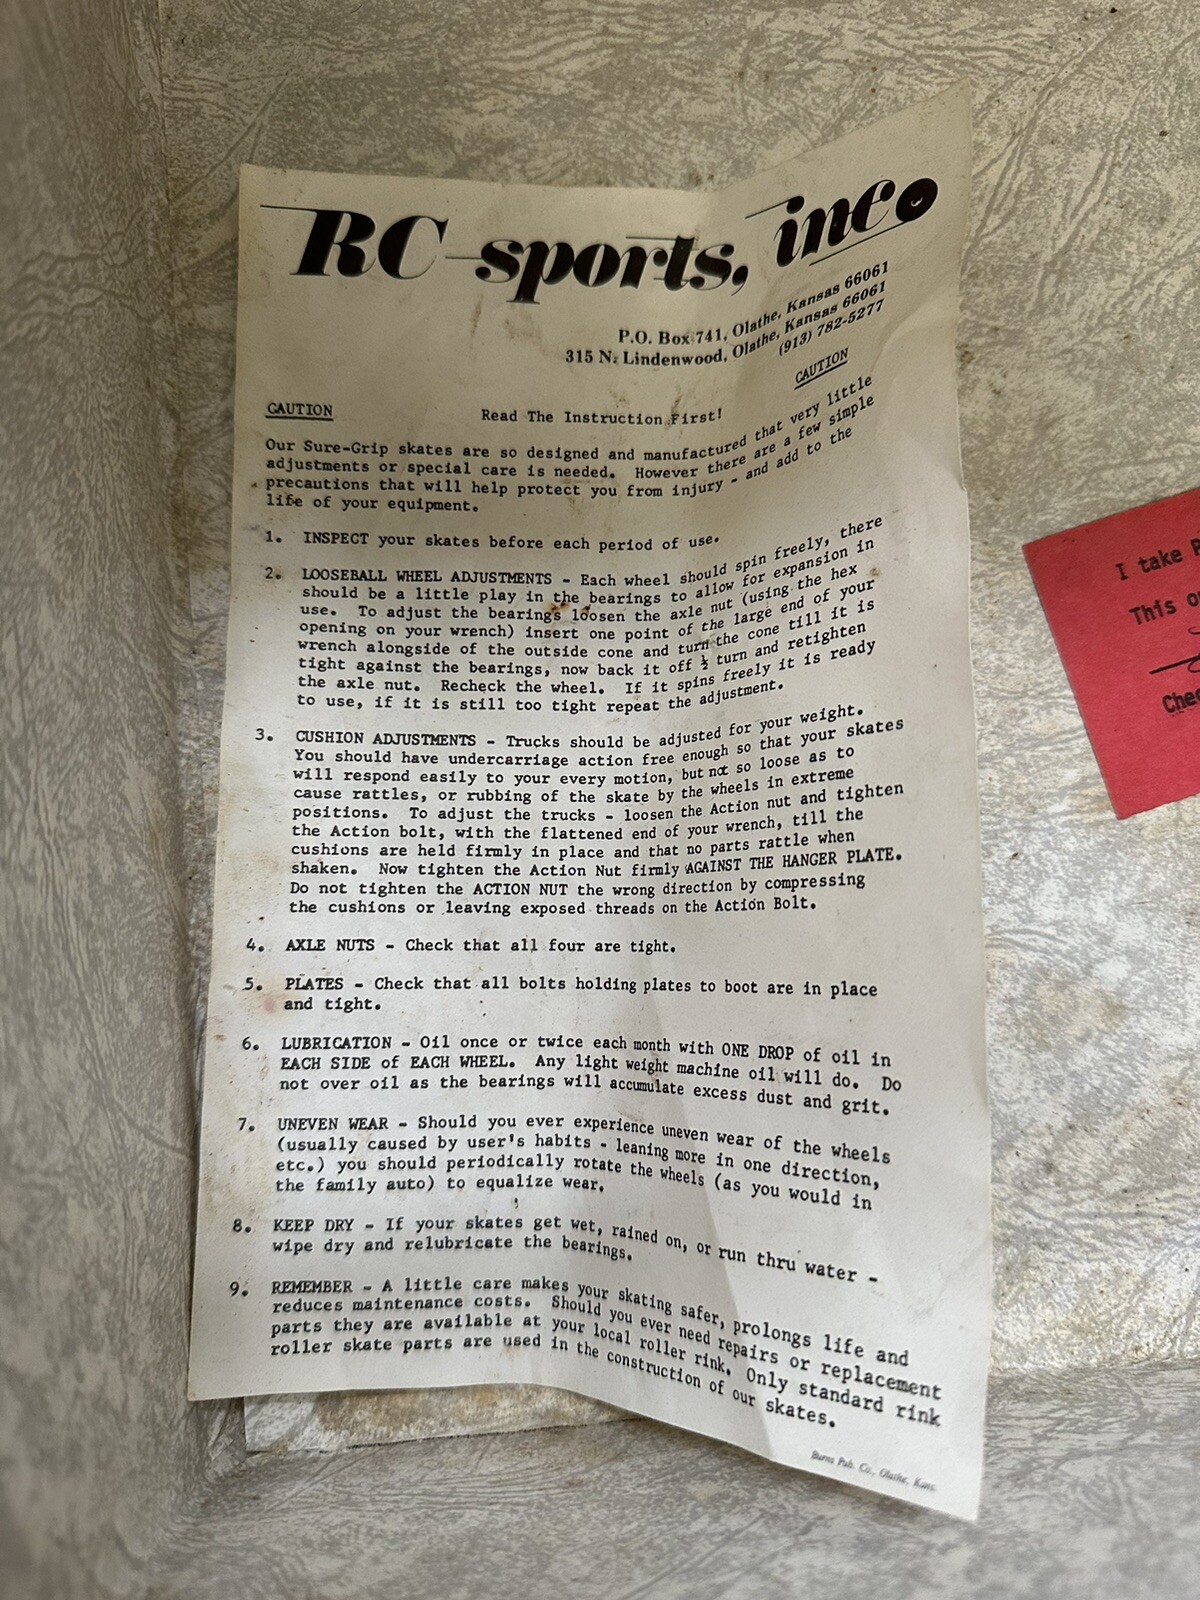 RC sports, inc.
P.O. Box 741, Olathe, Kansas 66061
315 N. Lindenwood, Olathe, Kansas 66061
(913) 782-5277
CAUTION Read The Instruction First! CAUTION
Our Sure-Grip skates are so designed and manufactured that very little
adjustments or special care is needed. However there are a few simple
precautions that will help protect you from injury - and add to the
life of your equipment.
1. INSPECT your skates before each period of use.
2. LOOSEBALL WHEEL ADJUSTMENTS - Each wheel should spin freely, there
should be a little play in the bearings to allow for expansion in
use. To adjust the bearings loosen the axle nut (using the hex
opening on your wrench) insert one point of the large end of your
wrench alongside of the outside cone and turn the cone till it is
tight against the bearings, now back it off ½ turn and retighten
the axle nut. Recheck the wheel. If it spins freely it is ready
to use, if it is still too tight repeat the adjustment.
3. CUSHION ADJUSTMENTS - Trucks should be adjusted for your weight.
You should have undercarriage action free enough so that your skates
will respond easily to your every motion, but not so loose as to
cause rattles, or rubbing of the skate by the wheels in extreme
positions. To adjust the trucks - loosen the Action nut and tighten
the Action bolt, with the flattened end of your wrench, till the
cushions are held firmly in place and that no parts rattle when
shaken. Now tighten the Action Nut firmly AGAINST THE HANGER PLATE.
Do not tighten the ACTION NUT the wrong direction by compressing
the cushions or leaving exposed threads on the Action Bolt.
4. AXLE NUTS - Check that all four are tight.
5. PLATES - Check that all bolts holding plates to boot are in place
and tight.
6. LUBRICATION - Oil once or twice each month with ONE DROP of oil in
EACH SIDE of EACH WHEEL. Any light weight machine oil will do. Do
not over oil as the bearings will accumulate excess dust and grit.
7. UNEVEN WEAR - Should you ever experience uneven wear of the wheels
(usually caused by user's habits - leaning more in one direction,
etc.) you should periodically rotate the wheels (as you would in
the family auto) to equalize wear.
8. KEEP DRY - If your skates get wet, rained on, or run thru water -
wipe dry and relubricate the bearings.
9. REMEMBER - A little care makes your skating safer, prolongs life and
reduces maintenance costs. Should you ever need repairs or replacement
parts they are available at your local roller rink. Only standard rink
roller skate parts are used in the construction of our skates.
Burns Pub. Co., Olathe, Kans.
I take
This